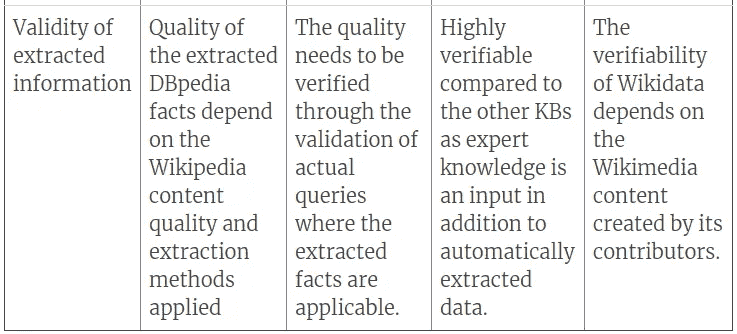 Validity of
extracted
information
Quality of
the extracted
DBpedia
facts depend
on the
Wikipedia
content
quality and
extraction
methods
applied
The quality
needs to be
verified
through the
validation of
actual
queries
where the
extracted
facts are
applicable.
Highly
verifiable
compared to
the other KBs
as expert
knowledge is
an input in
addition to
automatically
extracted
data.
The
verifiability
of Wikidata
depends on
the
Wikimedia
content
created by its
contributors.